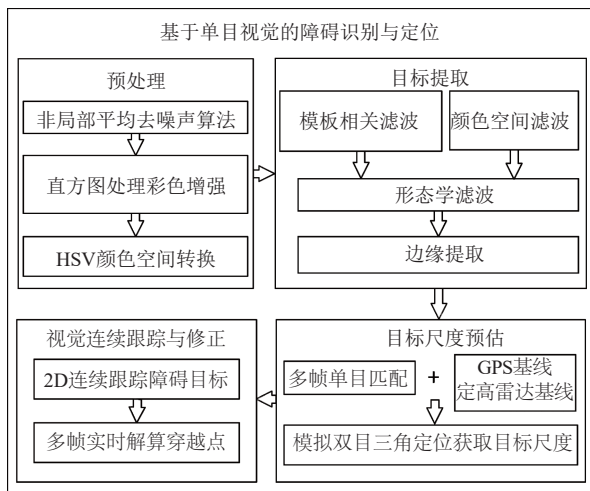 基于单目视觉的障碍识别与定位
预处理
非局部平均去噪声算法
直方图处理彩色增强
HSV颜色空间转换
目标提取
模板相关滤波
颜色空间滤波
形态学滤波
边缘提取
目标尺度预估
多帧单目匹配
+
GPS基线
定高雷达基线
模拟双目三角定位获取目标尺度
视觉连续跟踪与修正
2D连续跟踪障碍目标
多帧实时解算穿越点